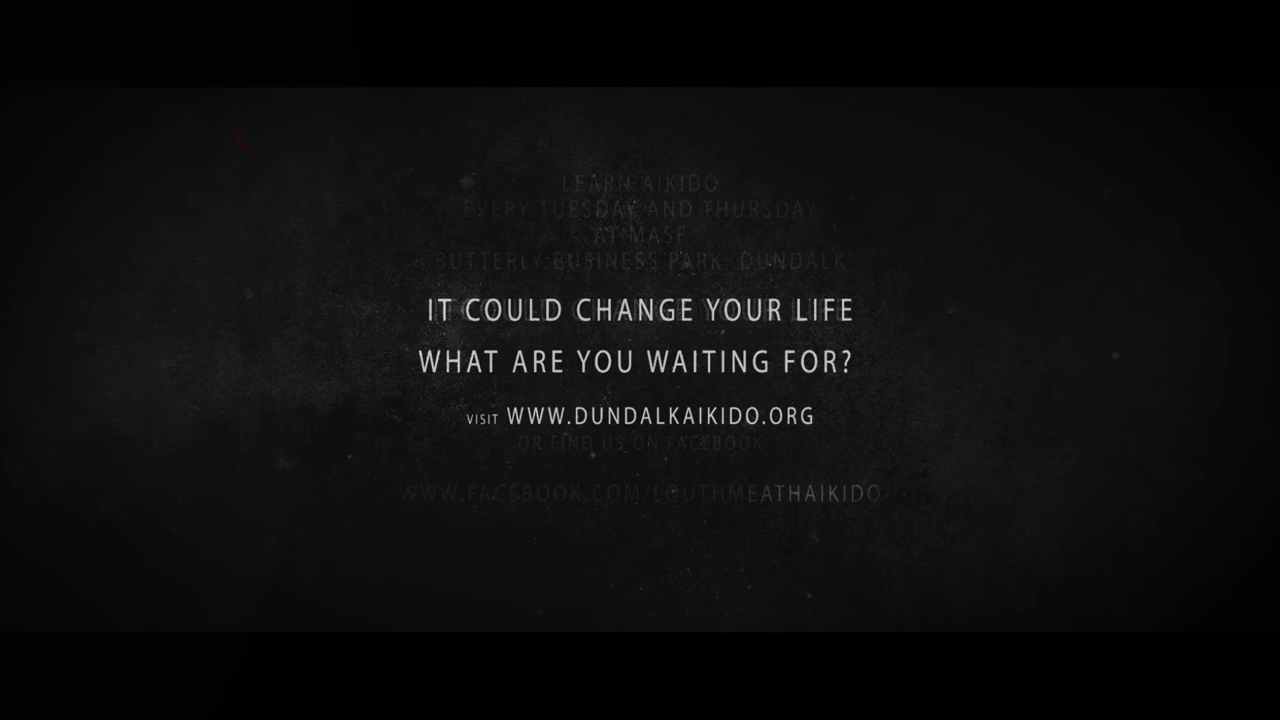 LEARN AIKIDO
EVERY TUESDAY AND THURSDAY
AT MASF
BUTTERLY BUSINESS PARK, DUNDALK
IT COULD CHANGE YOUR LIFE
WHAT ARE YOU WAITING FOR?
VISIT WWW.DUNDALKAIKIDO.ORG
OR FIND US ON FACEBOOK
WWW.FACEBOOK.COM/LOUTHMEATHAIKIDO